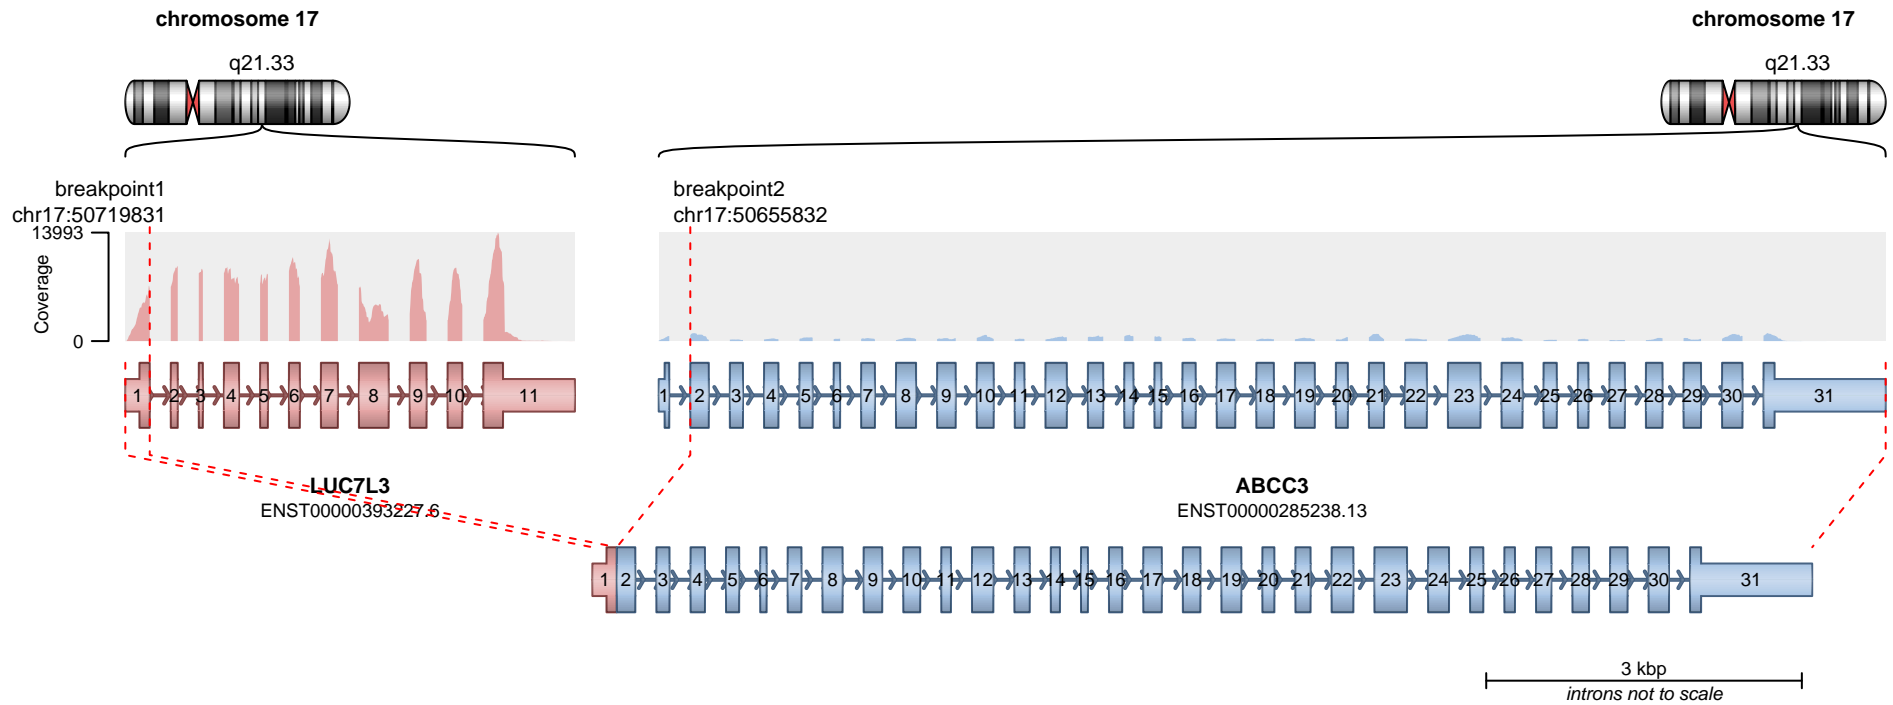 chromosome 17 chromosome 17
q21.33 q21.33
breakpoint1 breakpoint2
chr17:50719831 chr17:50655832
13993
Coverage
0
1 2 3 4 5 6 7 8 9 10 11 1 2 3 4 5 6 7 8 9 10 11 12 13 14 15 16 17 18 19 20 21 22 23 24 25 26 27 28 29 30 31
LUC7L3 ABCC3
ENST00000393227.6 ENST00000285238.13
1 2 3 4 5 6 7 8 9 10 11 12 13 14 15 16 17 18 19 20 21 22 23 24 25 26 27 28 29 30 31
3 kbp
introns not to scale